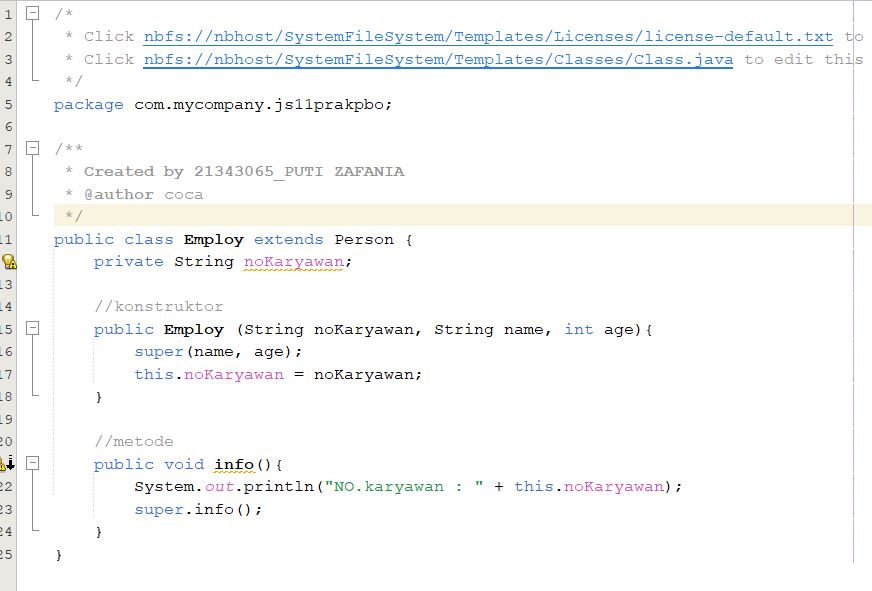 1 /*
2  * Click nbfs://nbhost/SystemFileSystem/Templates/Licenses/license-default.txt to
3  * Click nbfs://nbhost/SystemFileSystem/Templates/Classes/Class.java to edit this
4  */
5 package com.mycompany.js11prakpbo;
6
7 /**
8  * Created by 21343065_PUTI ZAFANIA
9  * @author coca
10  */
11 public class Employ extends Person {
    private String noKaryawan;
13
14     //konstruktor
15     public Employ (String noKaryawan, String name, int age){
16         super(name, age);
17         this.noKaryawan = noKaryawan;
18     }
19
20     //metode
    public void info(){
22         System.out.println("NO.karyawan : " + this.noKaryawan);
23         super.info();
24     }
25 }